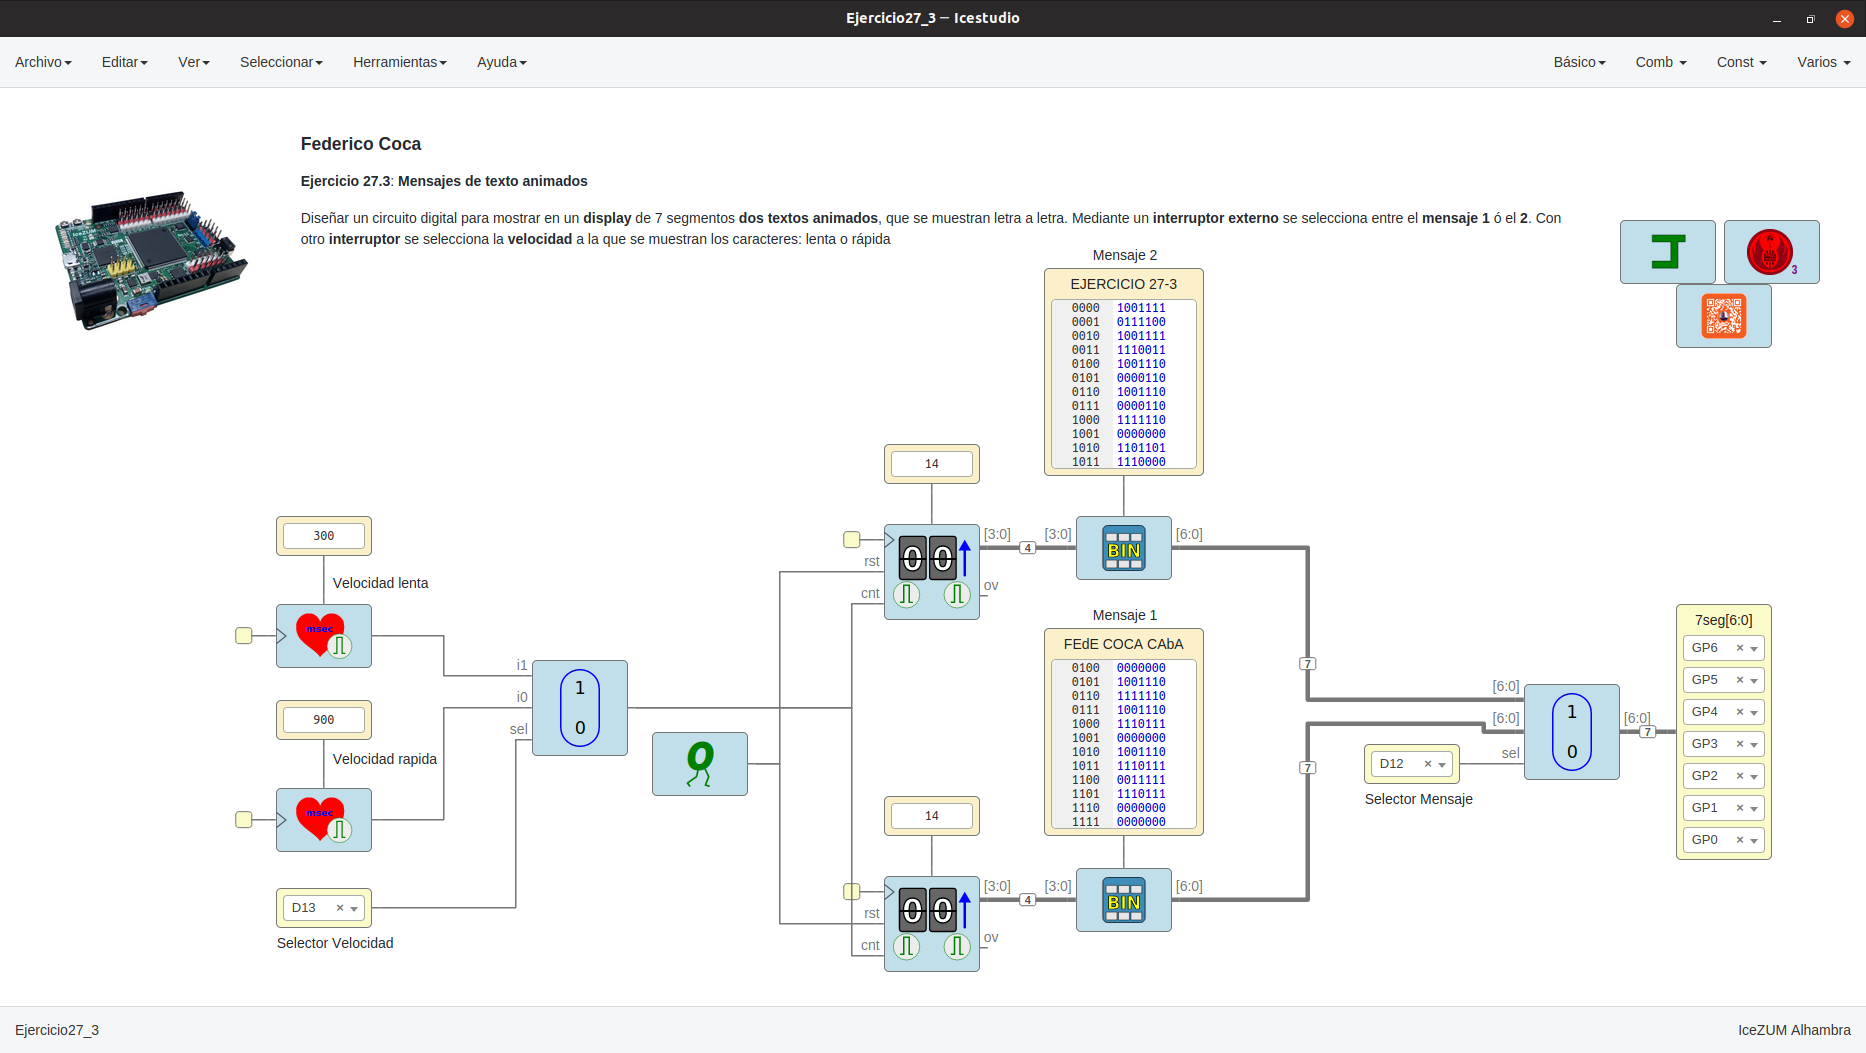 Ejercicio27_3 — Icestudio
Archivo Editar Ver Seleccionar Herramientas Ayuda Básico Comb Const Varios
Federico Coca
Ejercicio 27.3: Mensajes de texto animados
Diseñar un circuito digital para mostrar en un display de 7 segmentos dos textos animados, que se muestran letra a letra. Mediante un interruptor externo se selecciona entre el mensaje 1 ó el 2. Con
otro interruptor se selecciona la velocidad a la que se muestran los caracteres: lenta o rápida
IceZUM
3
Mensaje 2
EJERCICIO 27-3
0000 1001111
0001 0111100
0010 1001111
0011 1110011
0100 1001110
0101 0000110
0110 1001110
0111 0000110
1000 1111110
1001 0000000
1010 1101101
1011 1110000
14
[3:0] 4 [3:0] BIN [6:0]
00
rst
cnt
ov
300
Velocidad lenta
msec
900
Velocidad rapida
msec
D13 ×
Selector Velocidad
i1
i0
sel
1
0
0
Mensaje 1
FEdE COCA CAbA
0100 0000000
0101 1001110
0110 1111110
0111 1001110
1000 1110111
1001 0000000
1010 1001110
1011 1110111
1100 0011111
1101 1110111
1110 0000000
1111 0000000
14
[3:0] 4 [3:0] BIN [6:0]
00
rst
cnt
ov
7
7
[6:0]
[6:0]
sel
1
0
[6:0]
7
D12 ×
Selector Mensaje
7seg[6:0]
GP6 ×
GP5 ×
GP4 ×
GP3 ×
GP2 ×
GP1 ×
GP0 ×
Ejercicio27_3 IceZUM Alhambra